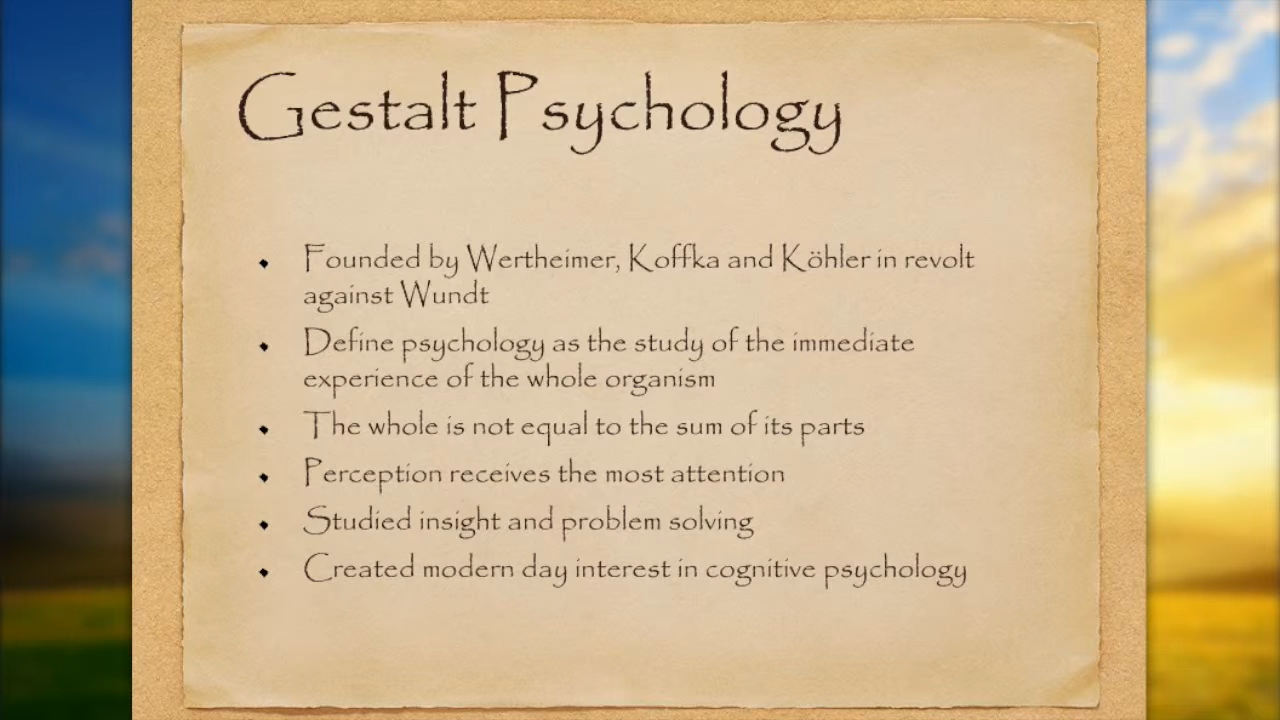 Gestalt Psychology
• Founded by Wertheimer, Koffka and Köhler in revolt
against Wundt
• Define psychology as the study of the immediate
experience of the whole organism
• The whole is not equal to the sum of its parts
• Perception receives the most attention
• Studied insight and problem solving
• Created modern day interest in cognitive psychology